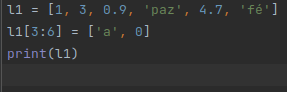 l1 = [1, 3, 0.9, 'paz', 4.7, 'fé']
l1[3:6] = ['a', 0]
print(l1)